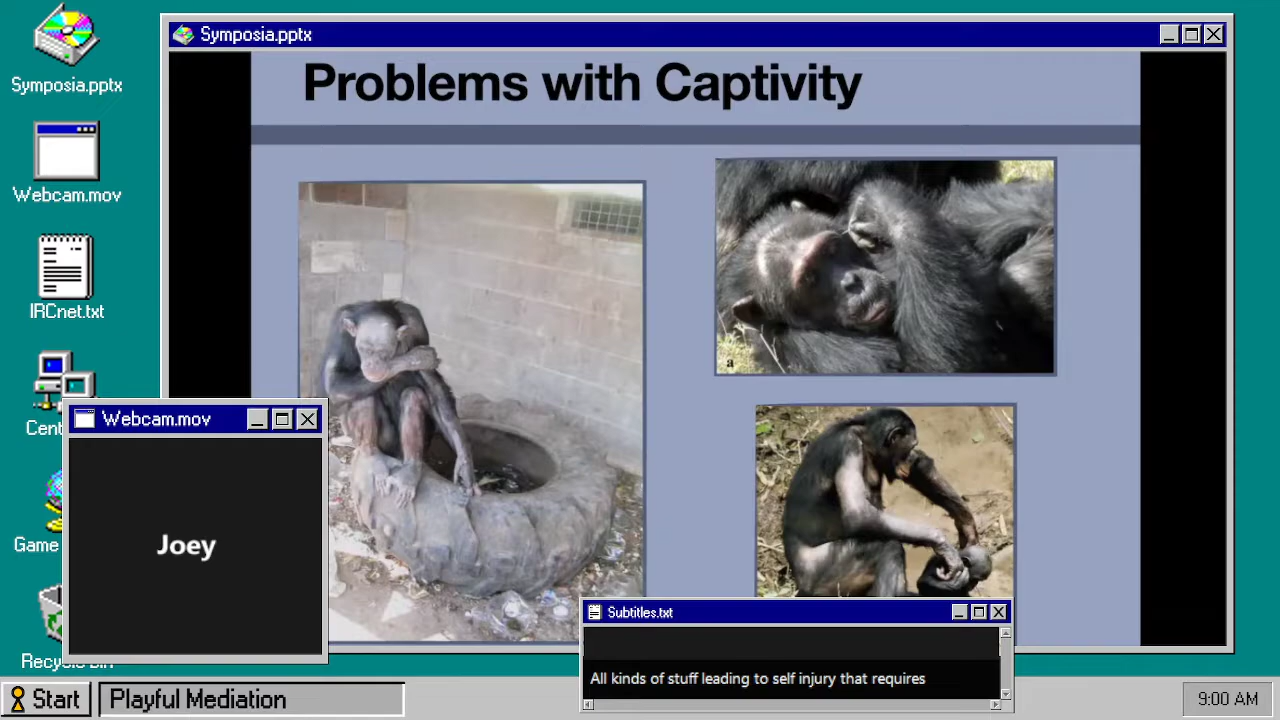 Symposia.pptx
Symposia.pptx
Problems with Captivity
Webcam.mov
IRCnet.txt
a
Cent
Webcam.mov
Joey
Game
Subtitles.txt
All kinds of stuff leading to self injury that requires
Start
Playful Mediation
9:00 AM